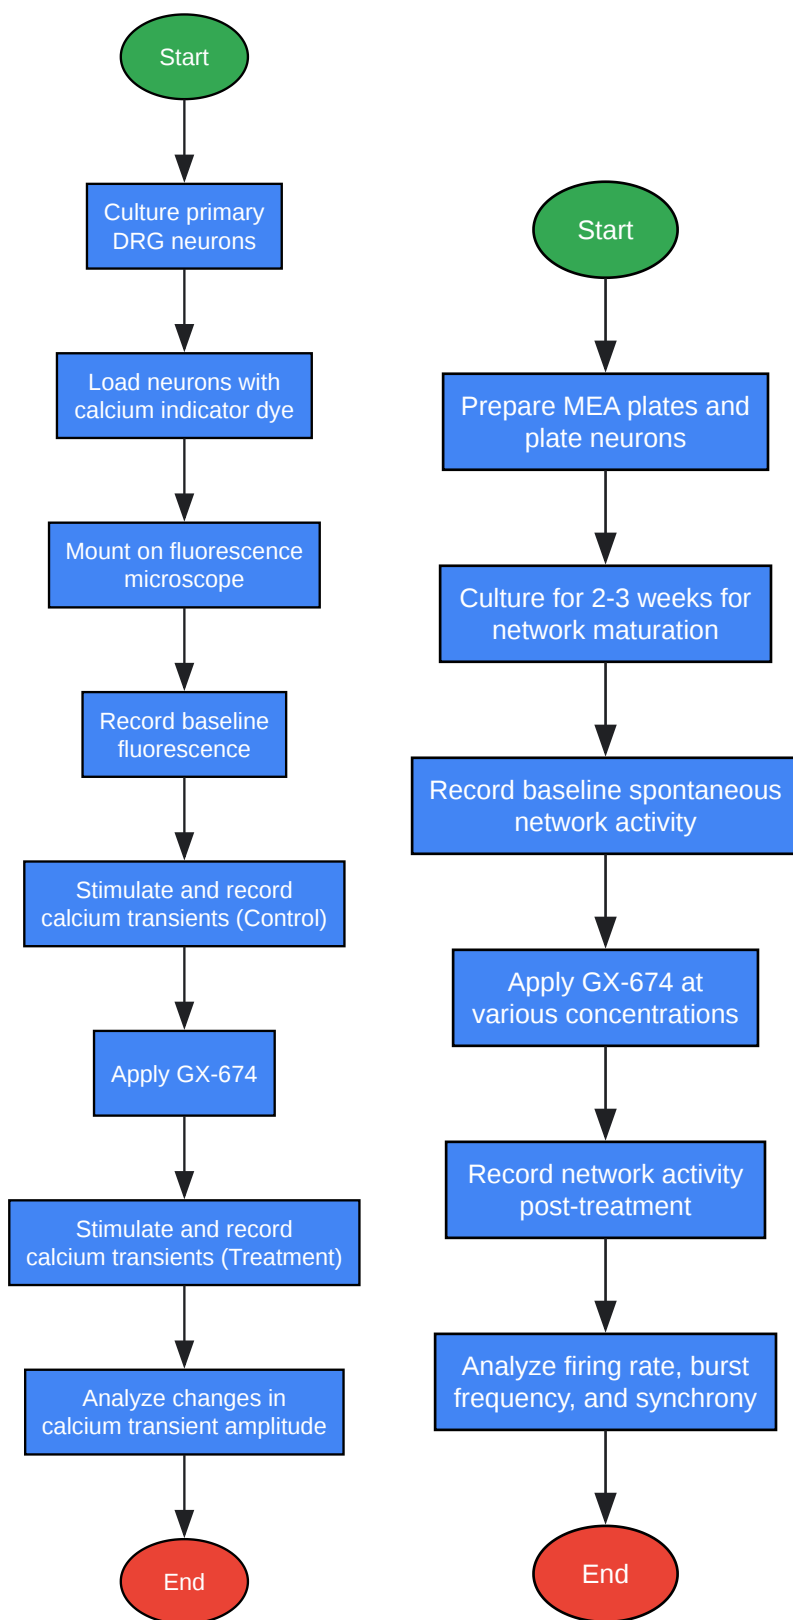 Start
Culture primary
DRG neurons
Load neurons with
calcium indicator dye
Mount on fluorescence
microscope
Record baseline
fluorescence
Stimulate and record
calcium transients (Control)
Apply GX-674
Stimulate and record
calcium transients (Treatment)
Analyze changes in
calcium transient amplitude
End
Start
Prepare MEA plates and
plate neurons
Culture for 2-3 weeks for
network maturation
Record baseline spontaneous
network activity
Apply GX-674 at
various concentrations
Record network activity
post-treatment
Analyze firing rate, burst
frequency, and synchrony
End